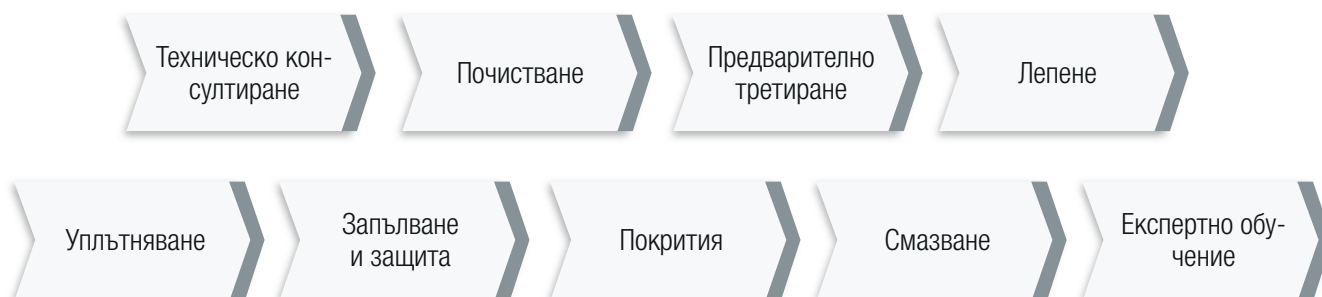 Техническо кон-
султиране
Почистване
Предварително
третиране
Лепене
Уплътняване
Запълване
и защита
Покрития
Смазване
Експертно обу-
чение